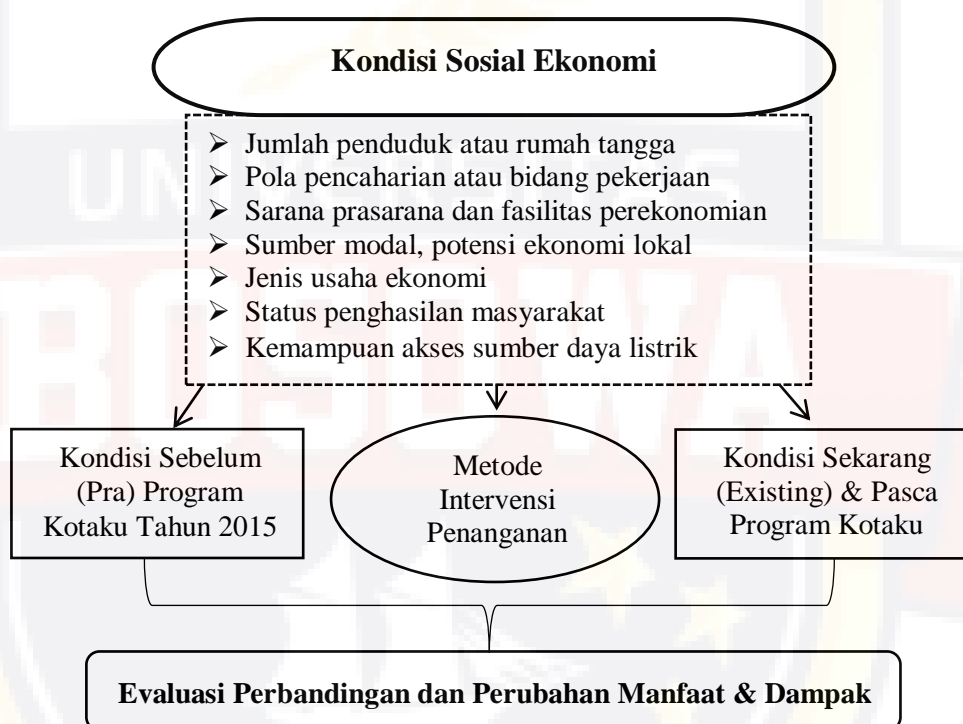 Kondisi Sosial Ekonomi
➢ Jumlah penduduk atau rumah tangga
➢ Pola pencaharian atau bidang pekerjaan
➢ Sarana prasarana dan fasilitas perekonomian
➢ Sumber modal, potensi ekonomi lokal
➢ Jenis usaha ekonomi
➢ Status penghasilan masyarakat
➢ Kemampuan akses sumber daya listrik
Kondisi Sebelum
(Pra) Program
Kotaku Tahun 2015
Metode
Intervensi
Penanganan
Kondisi Sekarang
(Existing) & Pasca
Program Kotaku
Evaluasi Perbandingan dan Perubahan Manfaat & Dampak
UNIVERSITAS
BOSOWA